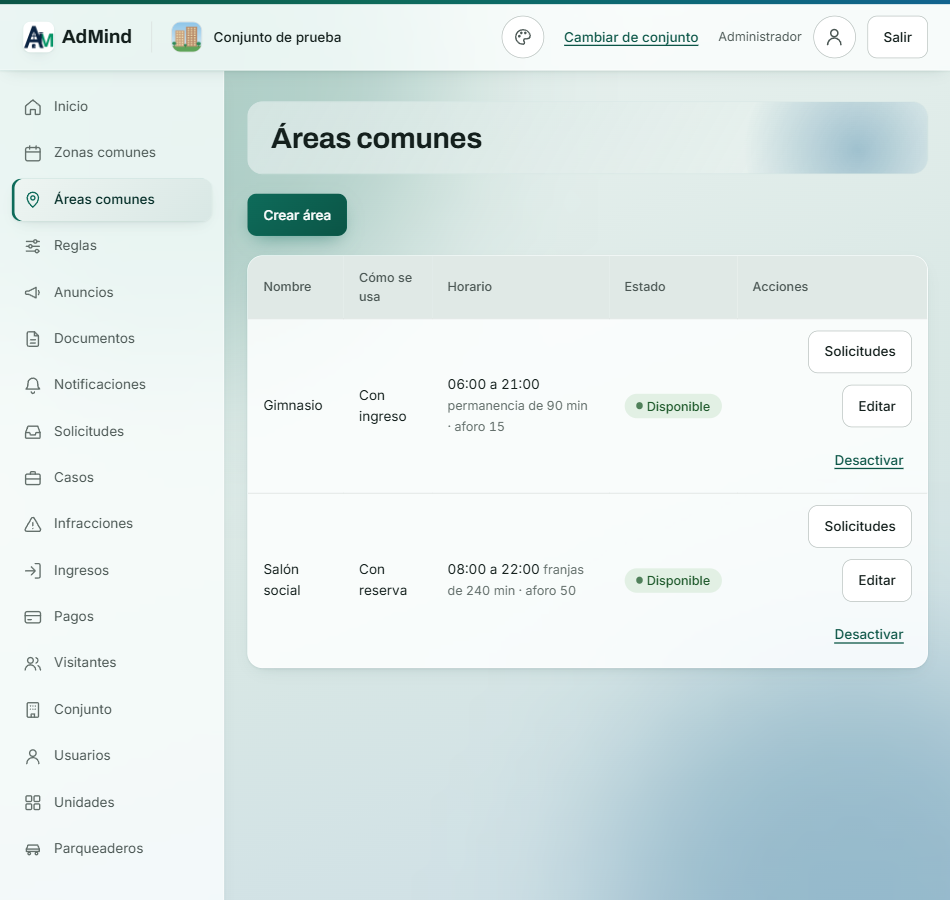 AM AdMind
Conjunto de prueba
Cambiar de conjunto
Administrador
Salir
Inicio
Zonas comunes
Áreas comunes
Reglas
Anuncios
Documentos
Notificaciones
Solicitudes
Casos
Infracciones
Ingresos
Pagos
Visitantes
Conjunto
Usuarios
Unidades
Parqueaderos
Áreas comunes
Crear área
Nombre
Cómo se
usa
Horario
Estado
Acciones
Gimnasio
Con
ingreso
06:00 a 21:00
permanencia de 90 min
· aforo 15
Disponible
Solicitudes
Editar
Desactivar
Salón
social
Con
reserva
08:00 a 22:00 franjas
de 240 min · aforo 50
Disponible
Solicitudes
Editar
Desactivar